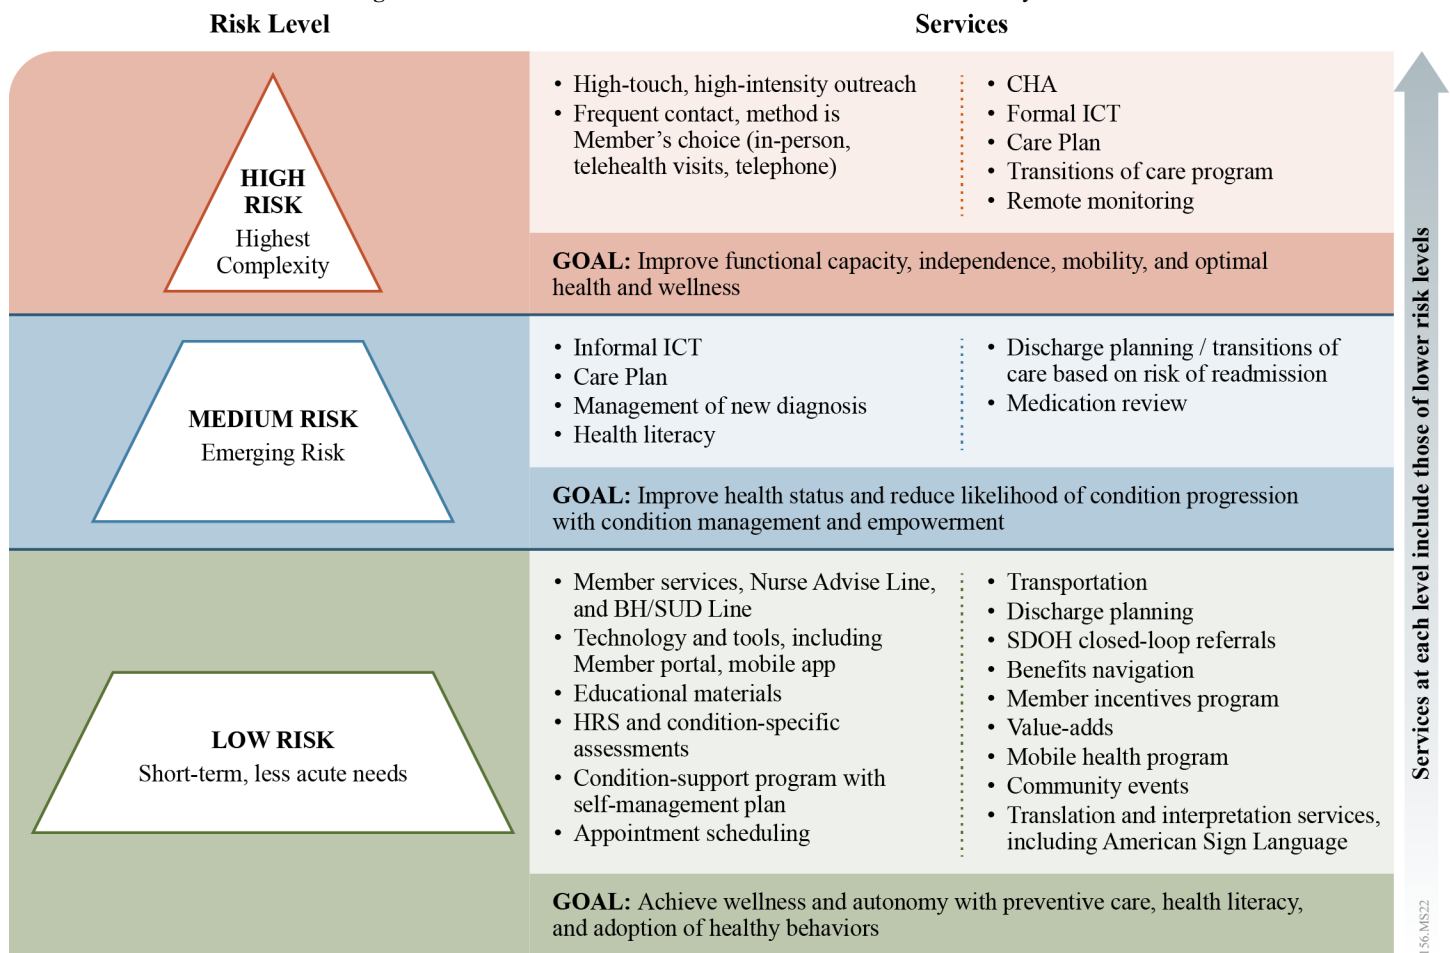 Risk Level
Services
HIGH
RISK
Highest
Complexity
• High-touch, high-intensity outreach
• Frequent contact, method is
Member’s choice (in-person,
telehealth visits, telephone)
• CHA
• Formal ICT
• Care Plan
• Transitions of care program
• Remote monitoring
GOAL: Improve functional capacity, independence, mobility, and optimal
health and wellness
MEDIUM RISK
Emerging Risk
• Informal ICT
• Care Plan
• Management of new diagnosis
• Health literacy
• Discharge planning / transitions of
care based on risk of readmission
• Medication review
GOAL: Improve health status and reduce likelihood of condition progression
with condition management and empowerment
LOW RISK
Short-term, less acute needs
• Member services, Nurse Advise Line,
and BH/SUD Line
• Technology and tools, including
Member portal, mobile app
• Educational materials
• HRS and condition-specific
assessments
• Condition-support program with
self-management plan
• Appointment scheduling
• Transportation
• Discharge planning
• SDOH closed-loop referrals
• Benefits navigation
• Member incentives program
• Value-adds
• Mobile health program
• Community events
• Translation and interpretation services,
including American Sign Language
GOAL: Achieve wellness and autonomy with preventive care, health literacy,
and adoption of healthy behaviors
Services at each level include those of lower risk levels
156.MS22